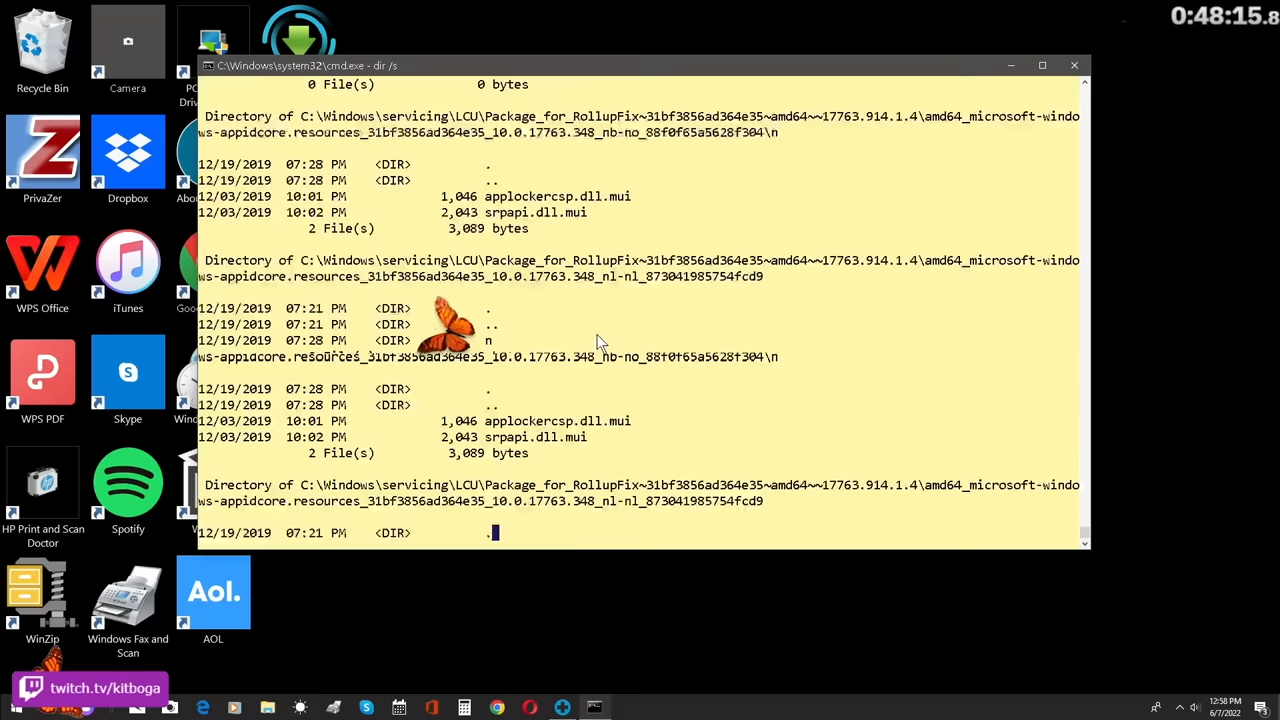 0:48:15.8
C:\Windows\system32\cmd.exe - dir /s
0 File(s) 0 bytes
Directory of C:\Windows\servicing\LCU\Package_for_RollupFix~31bf3856ad364e35~amd64~~17763.914.1.4\amd64_microsoft-windo
ws-appidcore.resources_31bf3856ad364e35_10.0.17763.348_nb-no_88f0f65a5628f304\n
12/19/2019 07:28 PM <DIR> .
12/19/2019 07:28 PM <DIR> ..
12/03/2019 10:01 PM 1,046 applockercsp.dll.mui
12/03/2019 10:02 PM 2,043 srpapi.dll.mui
2 File(s) 3,089 bytes
Directory of C:\Windows\servicing\LCU\Package_for_RollupFix~31bf3856ad364e35~amd64~~17763.914.1.4\amd64_microsoft-windo
ws-appidcore.resources_31bf3856ad364e35_10.0.17763.348_nl-nl_873041985754fcd9
12/19/2019 07:21 PM <DIR> .
12/19/2019 07:21 PM <DIR> ..
12/19/2019 07:28 PM <DIR> n
ws-appidcore.resources_31bf3856ad364e35_10.0.17763.348_nb-no_88f0f65a5628f304\n
12/19/2019 07:28 PM <DIR> .
12/19/2019 07:28 PM <DIR> ..
12/03/2019 10:01 PM 1,046 applockercsp.dll.mui
12/03/2019 10:02 PM 2,043 srpapi.dll.mui
2 File(s) 3,089 bytes
Directory of C:\Windows\servicing\LCU\Package_for_RollupFix~31bf3856ad364e35~amd64~~17763.914.1.4\amd64_microsoft-windo
ws-appidcore.resources_31bf3856ad364e35_10.0.17763.348_nl-nl_873041985754fcd9
12/19/2019 07:21 PM <DIR> .
Recycle Bin
Camera
PrivaZer
Dropbox
WPS Office
iTunes
WPS PDF
Skype
HP Print and Scan
Doctor
Spotify
WinZip
Windows Fax and
Scan
Aol.
AOL
twitch.tv/kitboga
12:58 PM
6/7/2022